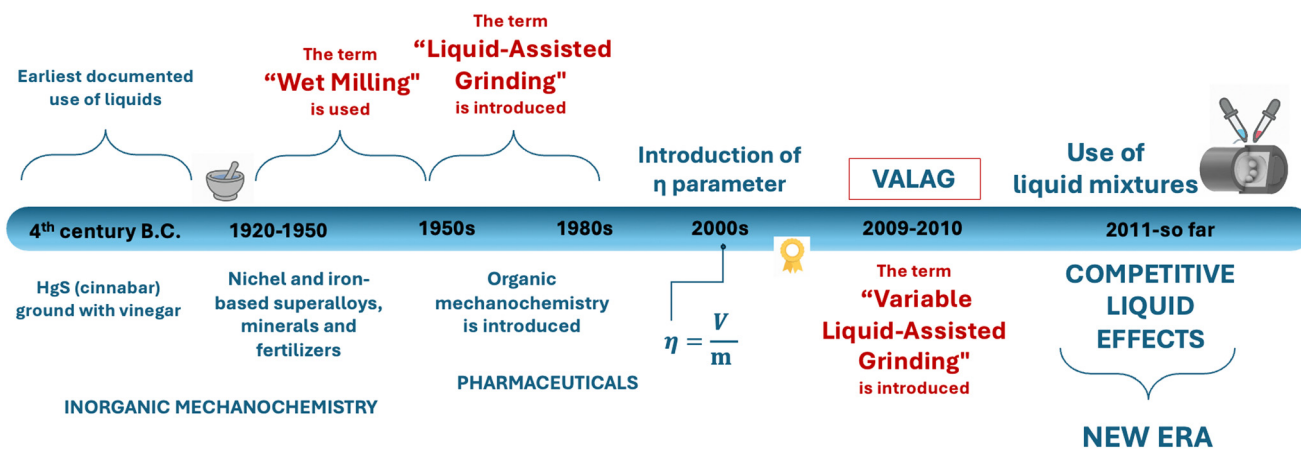 Earliest documented
use of liquids
The term
“Wet Milling"
is used
The term
“Liquid-Assisted
Grinding"
is introduced
Introduction of
η parameter
VALAG
Use of
liquid mixtures
4th century B.C.
1920-1950
1950s
1980s
2000s
2009-2010
2011-so far
HgS (cinnabar)
ground with vinegar
Nichel and iron-
based superalloys,
minerals and
fertilizers
Organic
mechanochemistry
is introduced
η = V/m
The term
“Variable
Liquid-Assisted
Grinding"
is introduced
COMPETITIVE
LIQUID
EFFECTS
PHARMACEUTICALS
INORGANIC MECHANOCHEMISTRY
NEW ERA